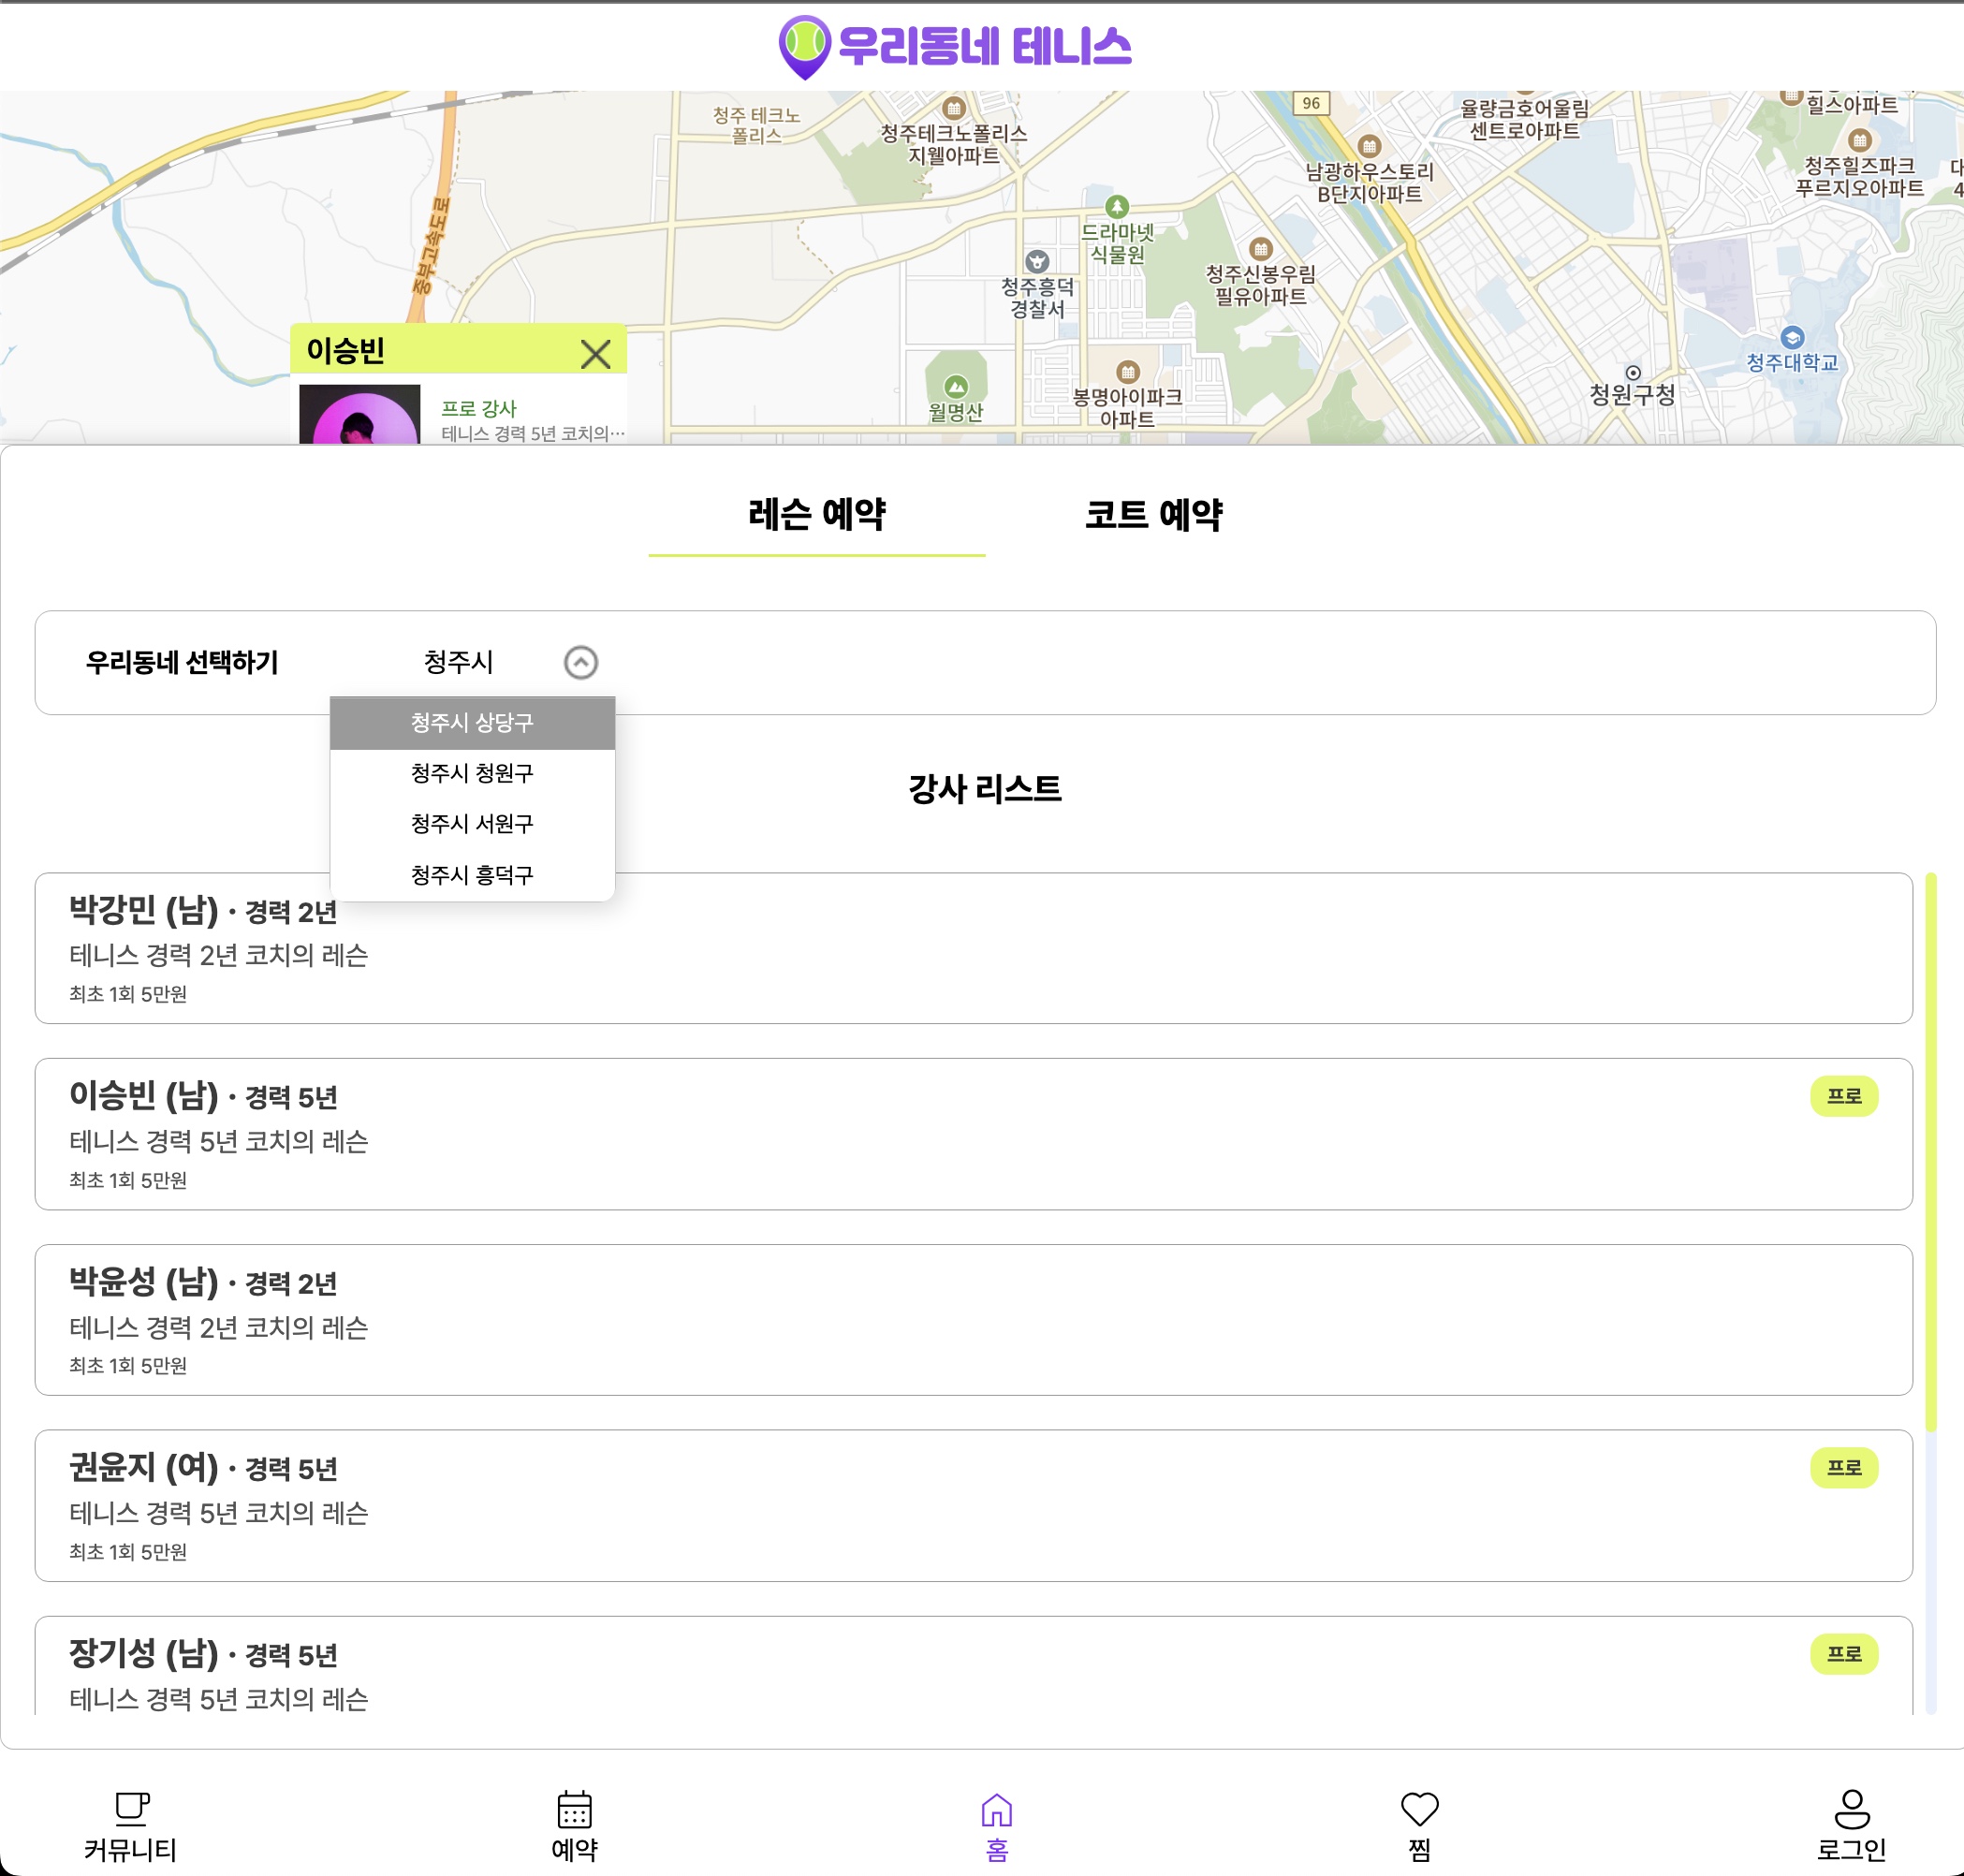 우리동네 테니스
96
청주 테크노
폴리스
청주테크노폴리스
지웰아파트
율량금호어울림
센트로아파트
힐스아파트
남광하우스토리
B단지아파트
청주힐즈파크
푸르지오아파트
중부고속도로
드라마넷
식물원
청주흥덕
경찰서
청주신봉우림
필유아파트
청주대학교
청원구청
월명산
봉명아이파크
아파트
이승빈
프로 강사
테니스 경력 5년 코치의…
레슨 예약
코트 예약
우리동네 선택하기
청주시
청주시 상당구
청주시 청원구
청주시 서원구
청주시 흥덕구
강사 리스트
박강민 (남) · 경력 2년
테니스 경력 2년 코치의 레슨
최초 1회 5만원
이승빈 (남) · 경력 5년
프로
테니스 경력 5년 코치의 레슨
최초 1회 5만원
박윤성 (남) · 경력 2년
테니스 경력 2년 코치의 레슨
최초 1회 5만원
권윤지 (여) · 경력 5년
프로
테니스 경력 5년 코치의 레슨
최초 1회 5만원
장기성 (남) · 경력 5년
프로
테니스 경력 5년 코치의 레슨
커뮤니티
예약
홈
찜
로그인